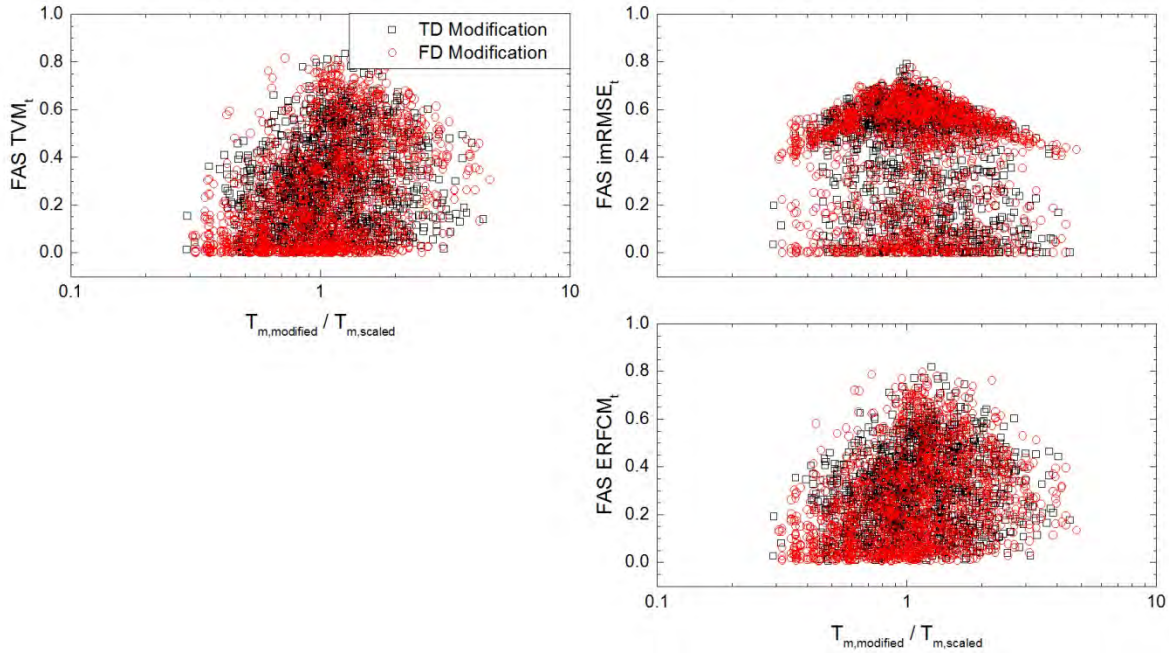 TD Modification
FD Modification
FAS TVMt
1.0
0.8
0.6
0.4
0.2
0.0
0.1 1 10
Tm,modified / Tm,scaled
FAS imRMSEt
1.0
0.8
0.6
0.4
0.2
0.0
FAS ERFCMt
1.0
0.8
0.6
0.4
0.2
0.0
0.1 1 10
Tm,modified / Tm,scaled